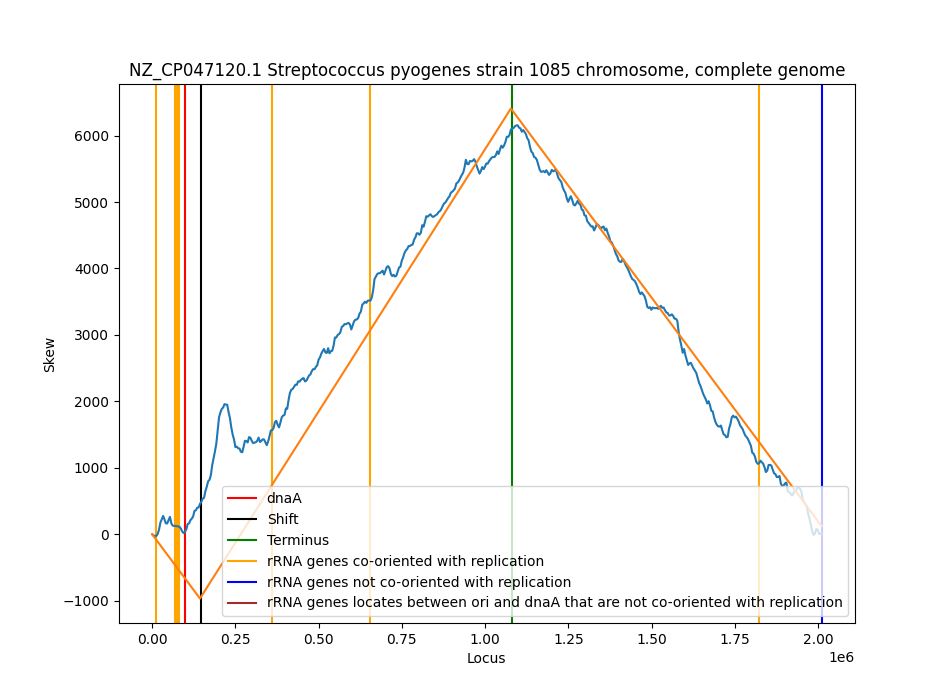 NZ_CP047120.1 Streptococcus pyogenes strain 1085 chromosome, complete genome
Skew
6000
5000
4000
3000
2000
1000
0
−1000
dnaA
Shift
Terminus
rRNA genes co-oriented with replication
rRNA genes not co-oriented with replication
rRNA genes locates between ori and dnaA that are not co-oriented with replication
0.00 0.25 0.50 0.75 1.00 1.25 1.50 1.75 2.00
Locus
1e6